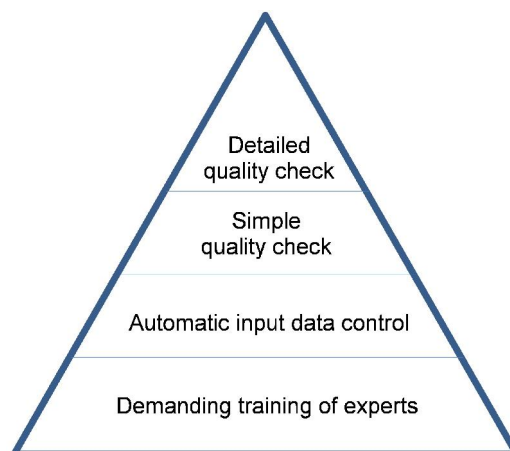 Detailed
quality check
Simple
quality check
Automatic input data control
Demanding training of experts